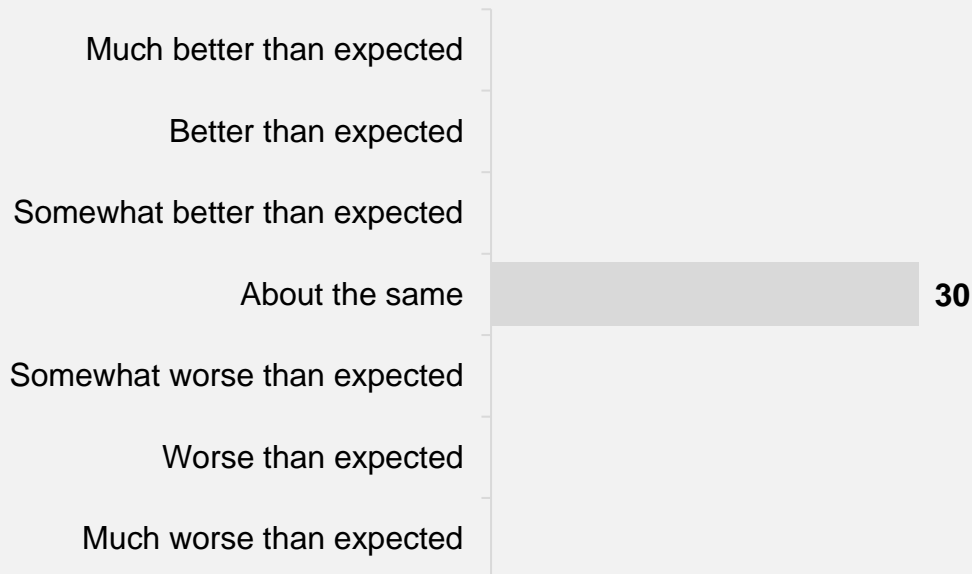 Much better than expected
Better than expected
Somewhat better than expected
About the same 30
Somewhat worse than expected
Worse than expected
Much worse than expected